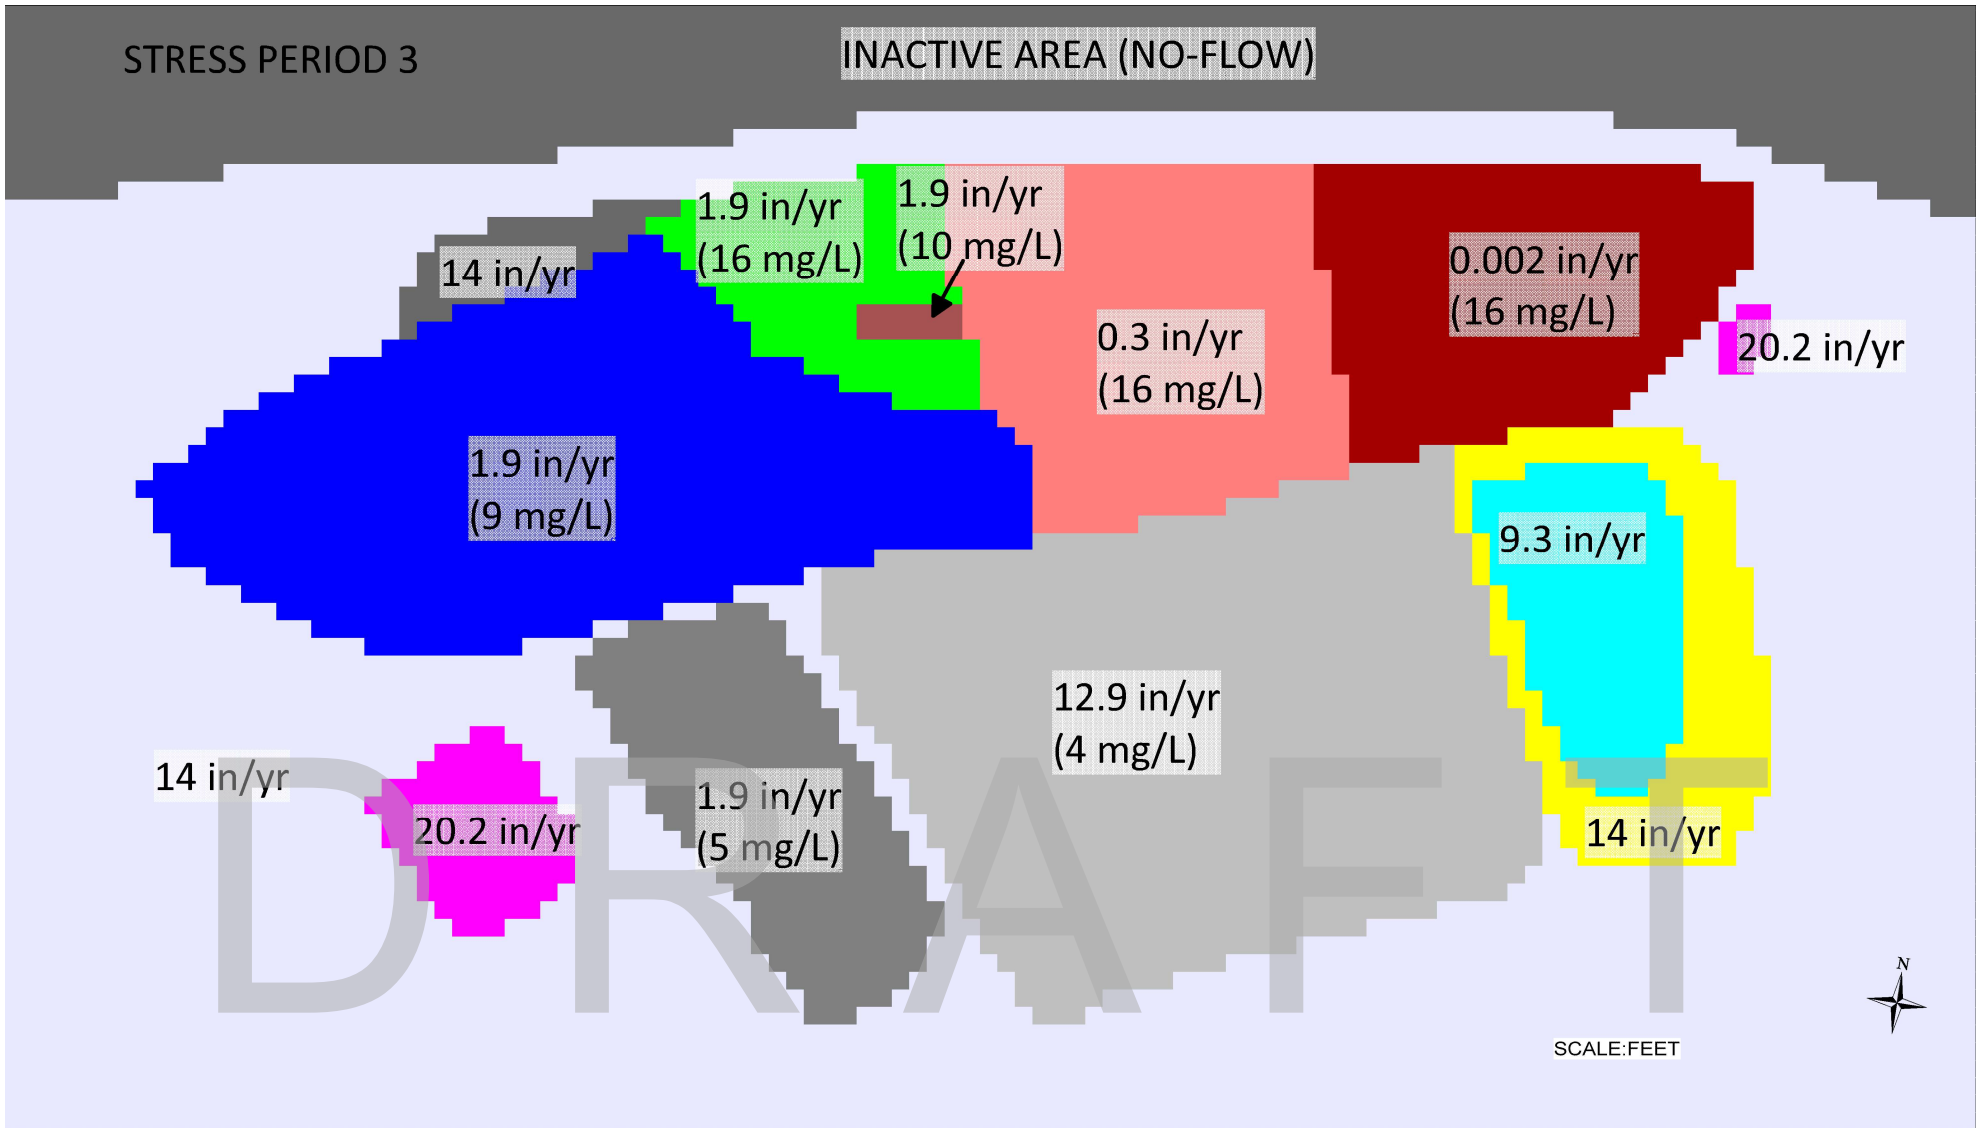 STRESS PERIOD 3
INACTIVE AREA (NO-FLOW)
1.9 in/yr
(16 mg/L)
1.9 in/yr
(10 mg/L)
14 in/yr
0.002 in/yr
(16 mg/L)
0.3 in/yr
(16 mg/L)
20.2 in/yr
1.9 in/yr
(9 mg/L)
9.3 in/yr
12.9 in/yr
(4 mg/L)
14 in/yr
20.2 in/yr
1.9 in/yr
(5 mg/L)
14 in/yr
DRAFT
N
SCALE:FEET